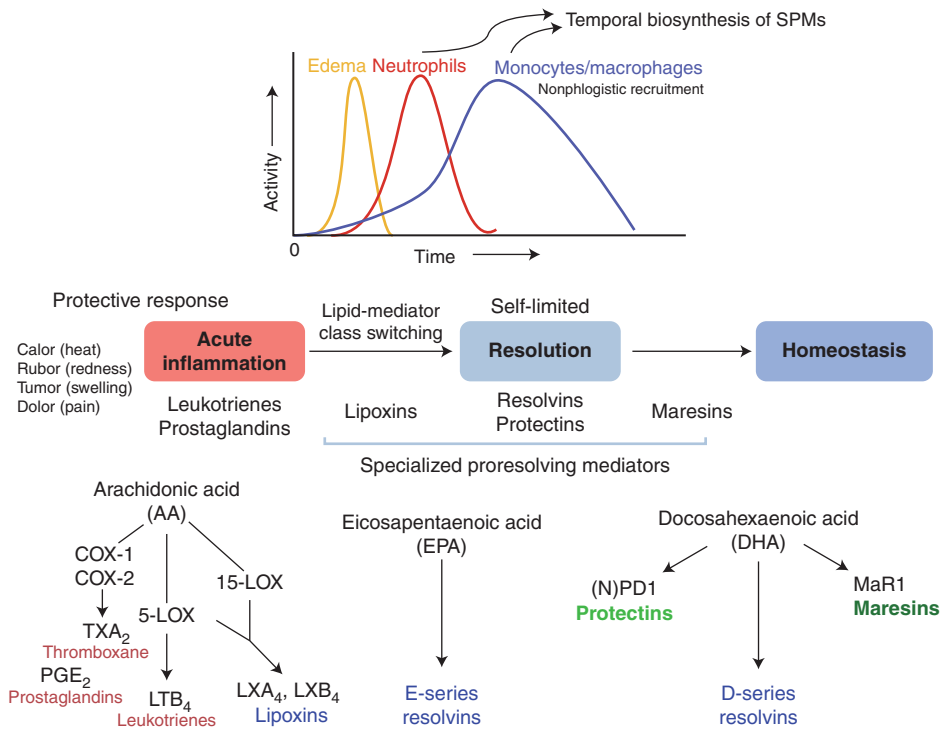 Temporal biosynthesis of SPMs
Edema Neutrophils Monocytes/macrophages
Nonphlogistic recruitment
Activity
0
Time
Protective response
Lipid-mediator
class switching
Self-limited
Calor (heat)
Rubor (redness)
Tumor (swelling)
Dolor (pain)
Acute
inflammation
Resolution
Homeostasis
Leukotrienes
Prostaglandins
Lipoxins
Resolvins
Protectins
Maresins
Specialized proresolving mediators
Arachidonic acid
(AA)
COX-1
COX-2
15-LOX
5-LOX
TXA2
Thromboxane
PGE2
Prostaglandins
LTB4
Leukotrienes
LXA4, LXB4
Lipoxins
Eicosapentaenoic acid
(EPA)
E-series
resolvins
Docosahexaenoic acid
(DHA)
(N)PD1
Protectins
MaR1
Maresins
D-series
resolvins